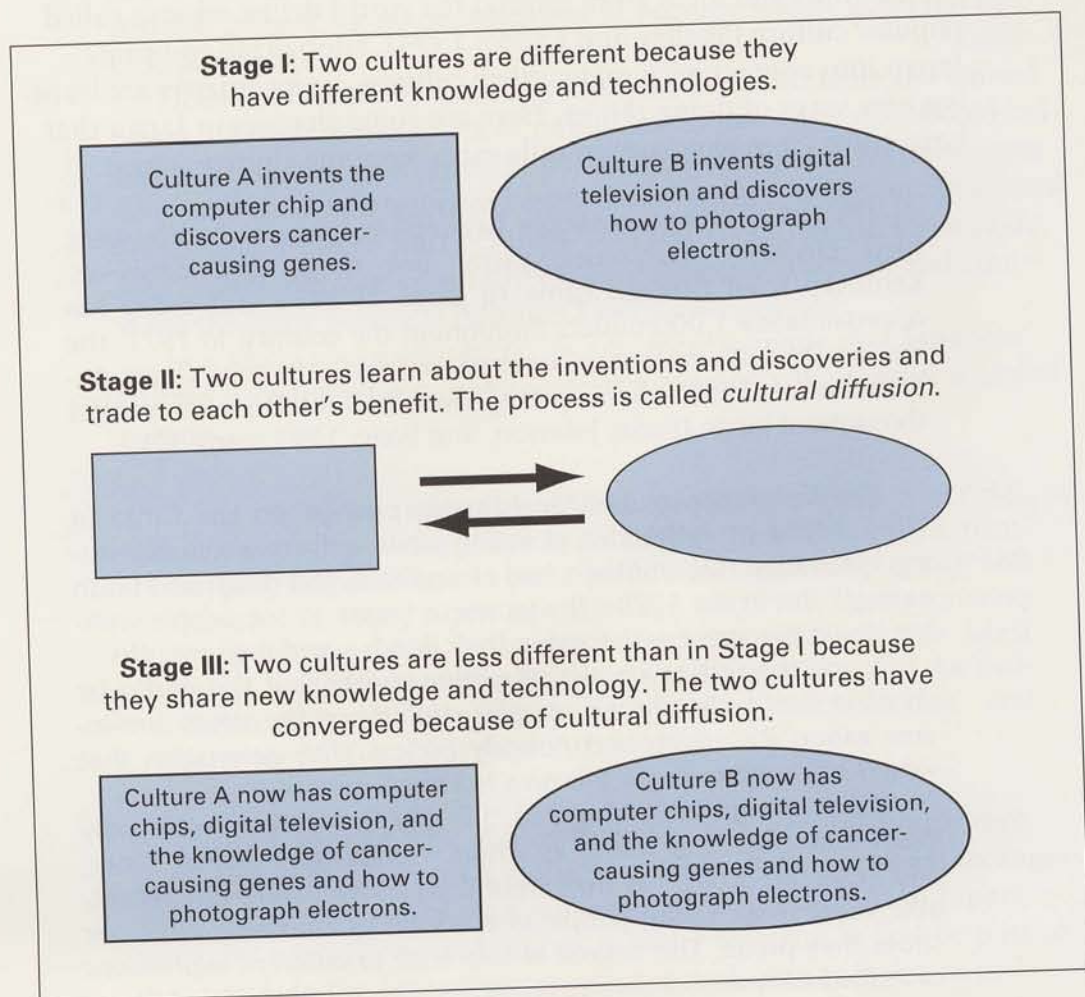 Stage I: Two cultures are different because they
have different knowledge and technologies.
Culture A invents the
computer chip and
discovers cancer-
causing genes.
Culture B invents digital
television and discovers
how to photograph
electrons.
Stage II: Two cultures learn about the inventions and discoveries and
trade to each other's benefit. The process is called cultural diffusion.
Stage III: Two cultures are less different than in Stage I because
they share new knowledge and technology. The two cultures have
converged because of cultural diffusion.
Culture A now has computer
chips, digital television, and
the knowledge of cancer-
causing genes and how to
photograph electrons.
Culture B now has
computer chips, digital television,
and the knowledge of cancer-
causing genes and how to
photograph electrons.